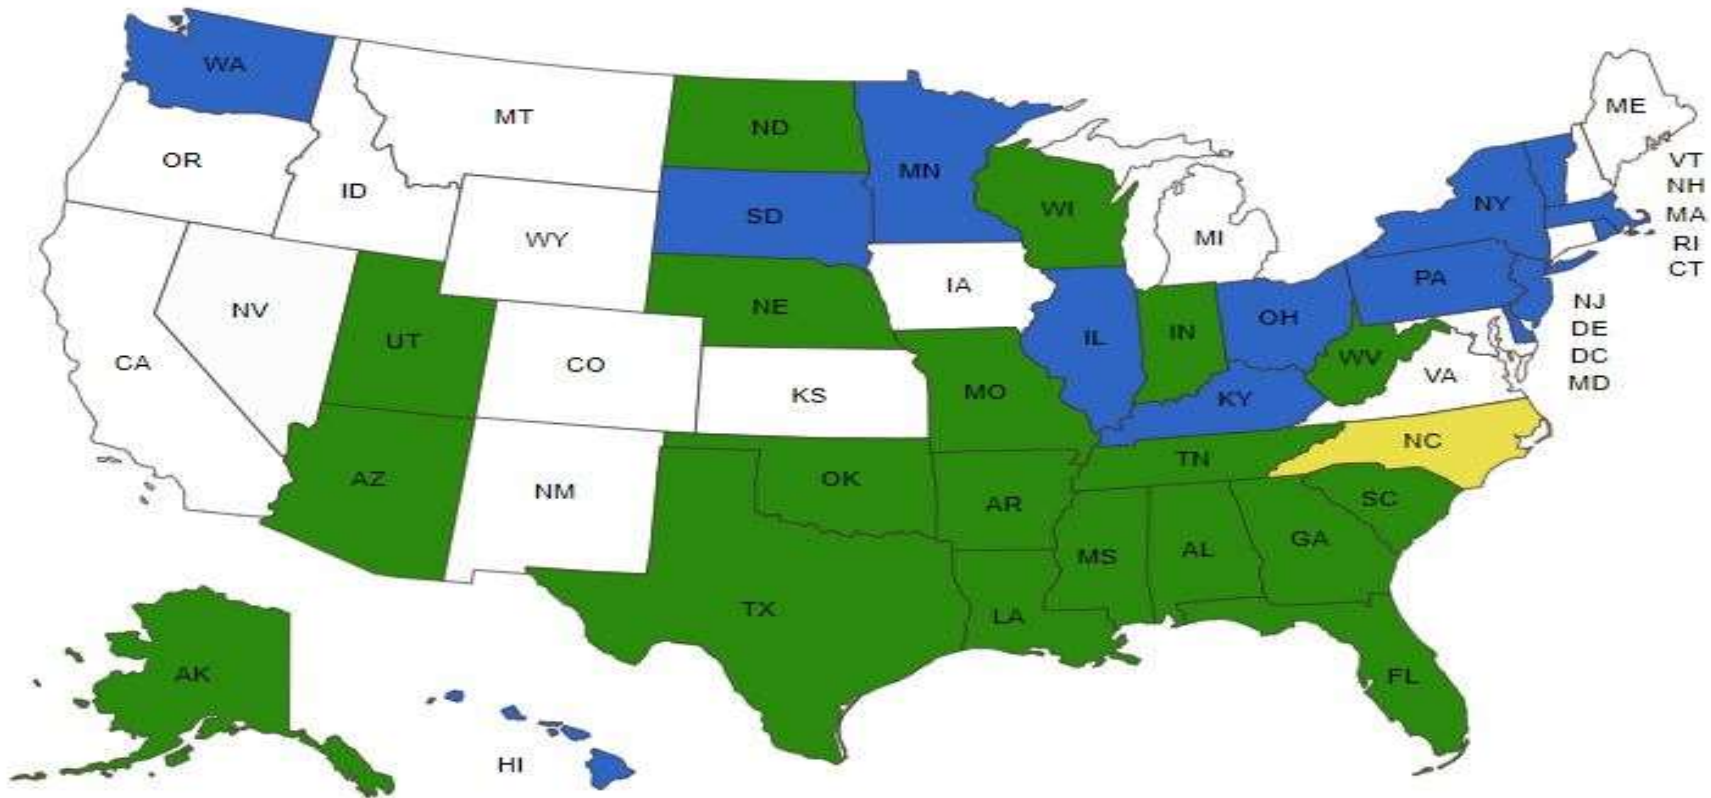 WA
MT
ND
MN
ME
OR
ID
SD
WI
NY
VT
NH
MA
RI
CT
WY
MI
NV
NE
IA
PA
NJ
DE
DC
MD
UT
CA
CO
KS
MO
IL
IN
OH
WV
VA
KY
AZ
NM
OK
AR
TN
NC
SC
MS
AL
GA
TX
LA
FL
AK
HI